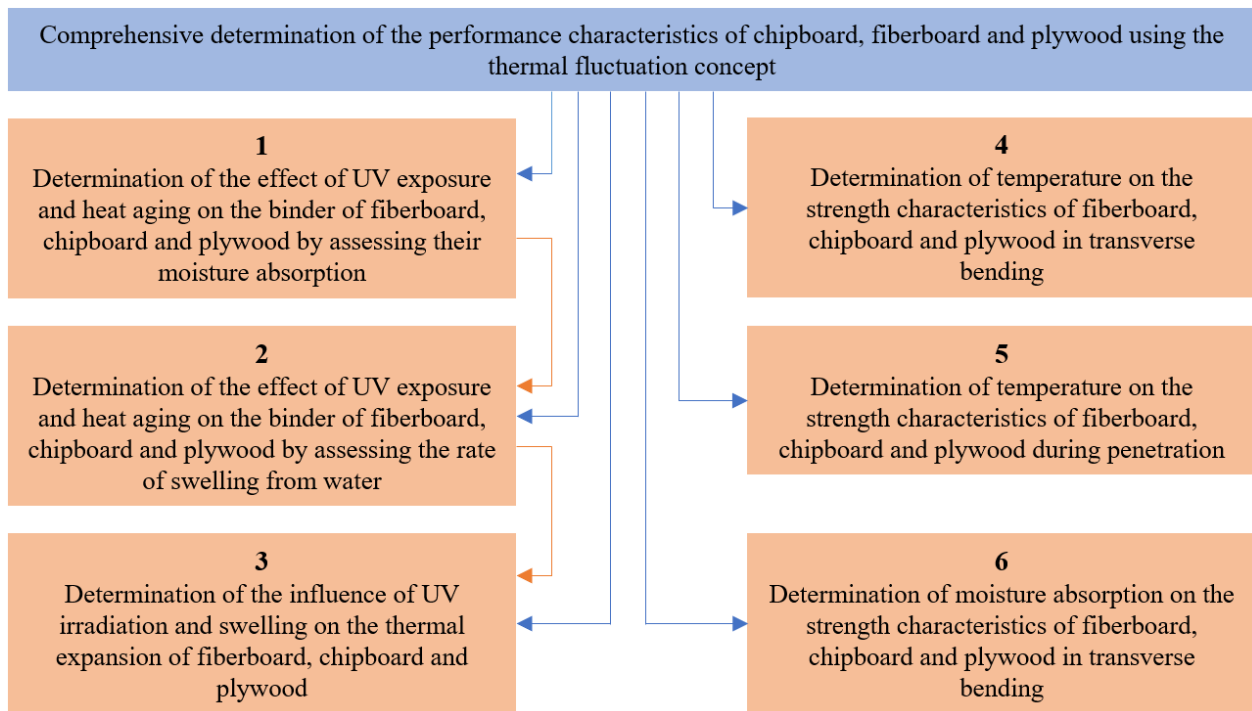 Comprehensive determination of the performance characteristics of chipboard, fiberboard and plywood using the
thermal fluctuation concept
1
Determination of the effect of UV exposure
and heat aging on the binder of fiberboard,
chipboard and plywood by assessing their
moisture absorption
2
Determination of the effect of UV exposure
and heat aging on the binder of fiberboard,
chipboard and plywood by assessing the rate
of swelling from water
3
Determination of the influence of UV
irradiation and swelling on the thermal
expansion of fiberboard, chipboard and
plywood
4
Determination of temperature on the
strength characteristics of fiberboard,
chipboard and plywood in transverse
bending
5
Determination of temperature on the
strength characteristics of fiberboard,
chipboard and plywood during penetration
6
Determination of moisture absorption on the
strength characteristics of fiberboard,
chipboard and plywood in transverse
bending